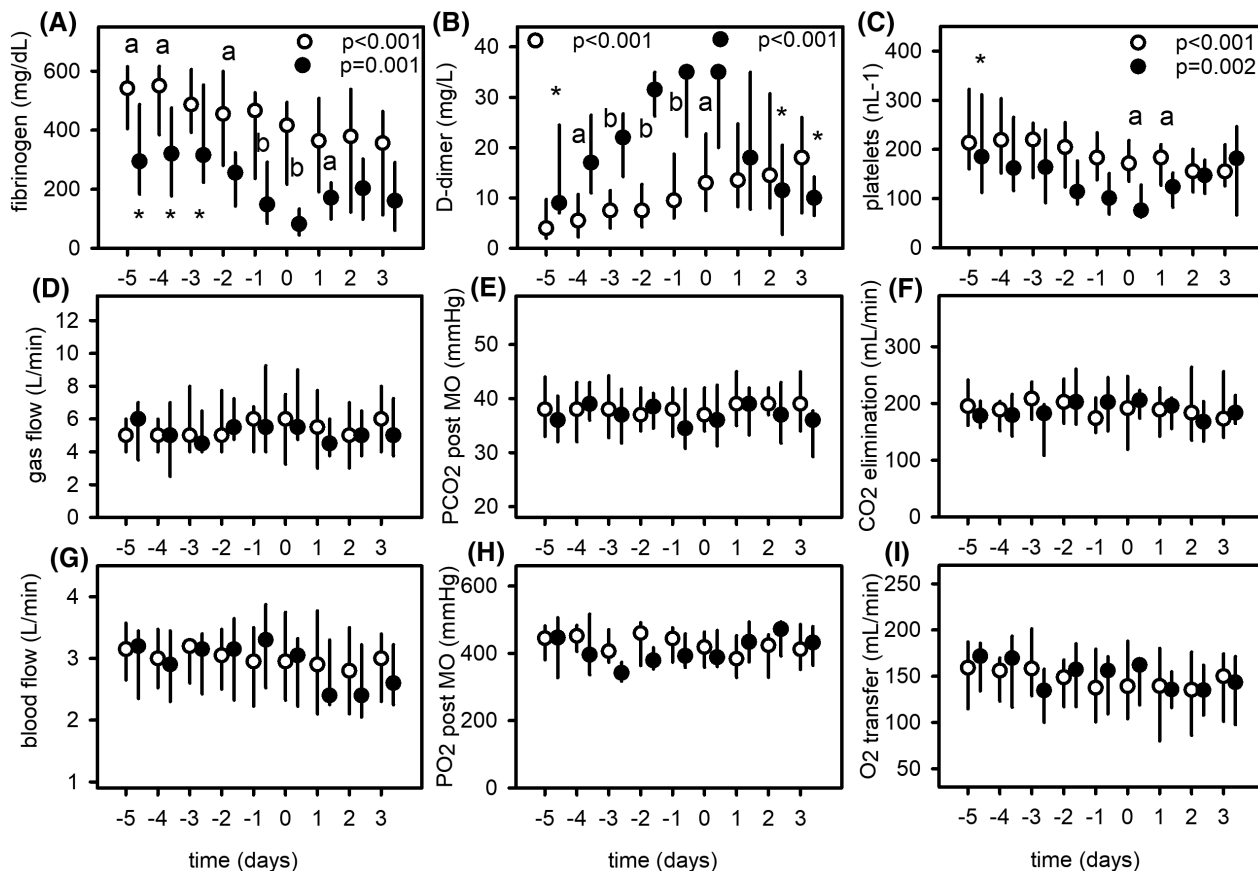 (A)
fibrinogen (mg/dL)
p<0.001
p=0.001
a a a
b b a
* * *
600
400
200
0
-5 -4 -3 -2 -1 0 1 2 3
(B)
D-dimer (mg/L)
p<0.001 p<0.001
* a b b b a * *
40
30
20
10
0
-5 -4 -3 -2 -1 0 1 2 3
(C)
platelets (nL-1)
p<0.001
p=0.002
* a a
400
300
200
100
0
-5 -4 -3 -2 -1 0 1 2 3
(D)
gas flow (L/min)
12
10
8
6
4
2
0
-5 -4 -3 -2 -1 0 1 2 3
(E)
PCO2 post MO (mmHg)
50
40
30
20
-5 -4 -3 -2 -1 0 1 2 3
(F)
CO2 elimination (mL/min)
300
200
100
0
-5 -4 -3 -2 -1 0 1 2 3
(G)
blood flow (L/min)
4
3
2
1
-5 -4 -3 -2 -1 0 1 2 3
time (days)
(H)
PO2 post MO (mmHg)
600
400
200
0
-5 -4 -3 -2 -1 0 1 2 3
time (days)
(I)
O2 transfer (mL/min)
250
200
150
100
50
-5 -4 -3 -2 -1 0 1 2 3
time (days)